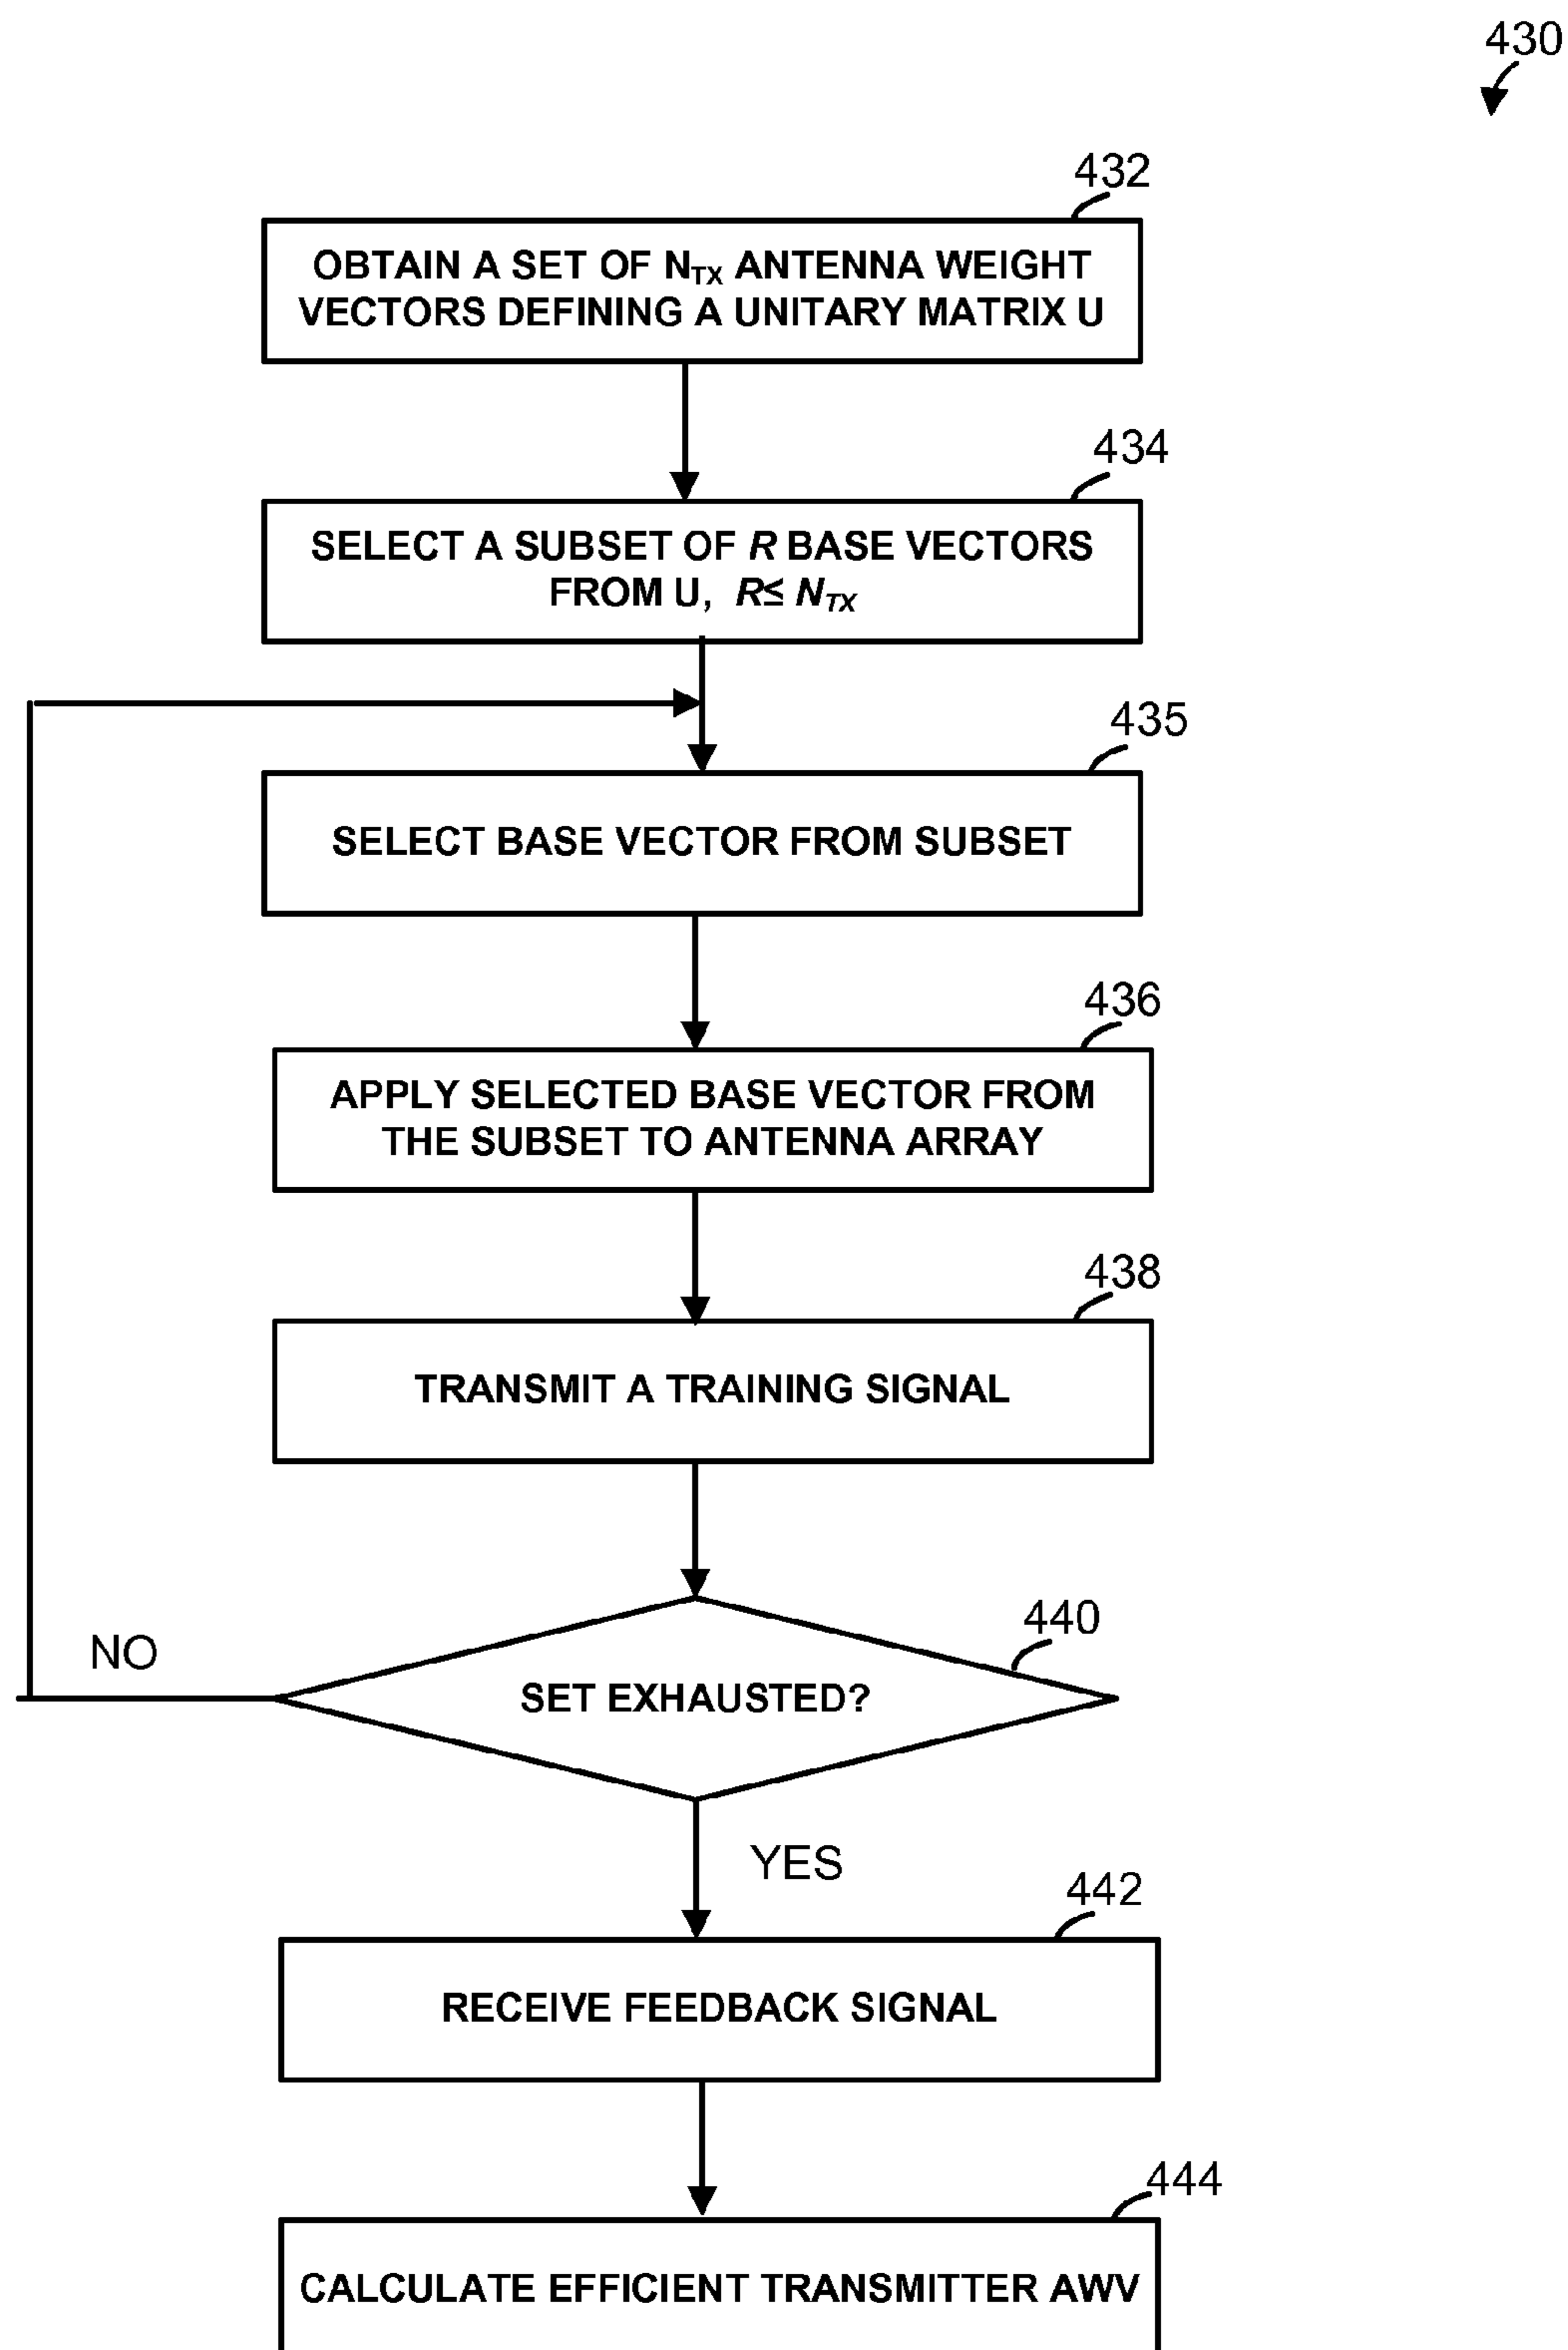 430
432
OBTAIN A SET OF NTX ANTENNA WEIGHT
VECTORS DEFINING A UNITARY MATRIX U
434
SELECT A SUBSET OF R BASE VECTORS
FROM U, R≤ NTX
435
SELECT BASE VECTOR FROM SUBSET
436
APPLY SELECTED BASE VECTOR FROM
THE SUBSET TO ANTENNA ARRAY
438
TRANSMIT A TRAINING SIGNAL
440
NO
SET EXHAUSTED?
YES
442
RECEIVE FEEDBACK SIGNAL
444
CALCULATE EFFICIENT TRANSMITTER AWV